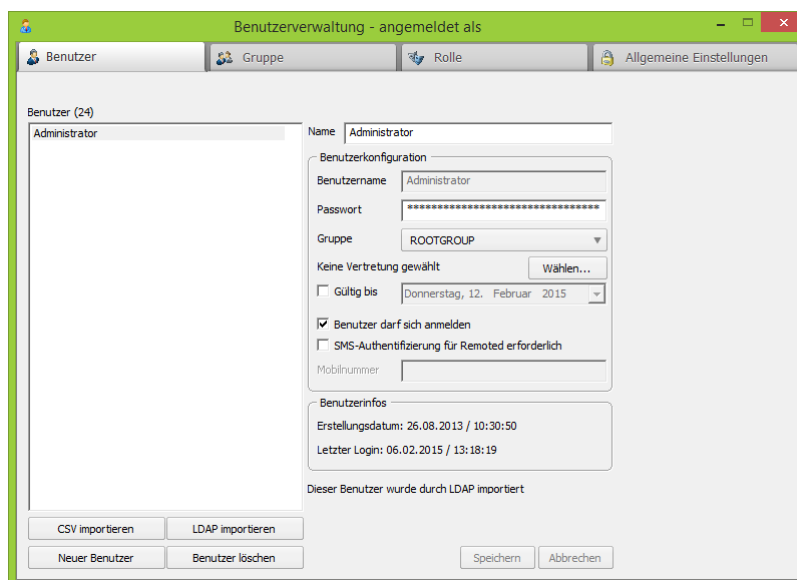 Benutzerverwaltung - angemeldet als
Benutzer
Gruppe
Rolle
Allgemeine Einstellungen
Benutzer (24)
Administrator
Name Administrator
Benutzerkonfiguration
Benutzername Administrator
Passwort *********************************
Gruppe ROOTGROUP
Keine Vertretung gewählt Wählen...
Gültig bis Donnerstag, 12. Februar 2015
Benutzer darf sich anmelden
SMS-Authentifizierung für Remoted erforderlich
Mobilnummer
Benutzerinfos
Erstellungsdatum: 26.08.2013 / 10:30:50
Letzter Login: 06.02.2015 / 13:18:19
Dieser Benutzer wurde durch LDAP importiert
CSV importieren LDAP importieren
Neuer Benutzer Benutzer löschen Speichern Abbrechen